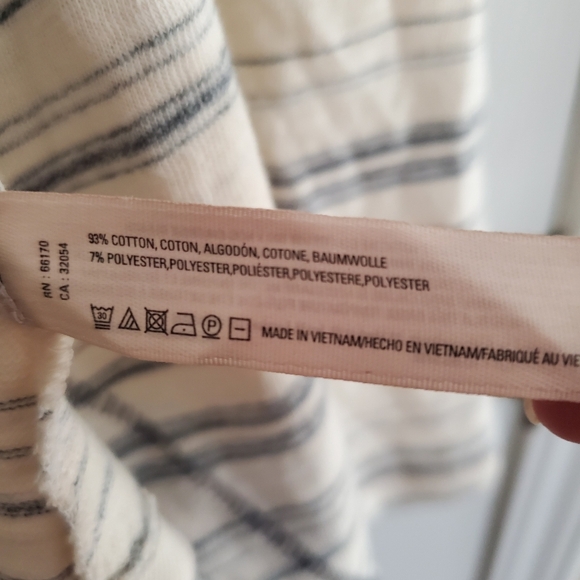 RN : 66170
CA : 32054
93% COTTON, COTON, ALGODÓN, COTONE, BAUMWOLLE
7% POLYESTER,POLYESTER,POLIÉSTER,POLYESTERE,POLYESTER
30 P MADE IN VIETNAM/HECHO EN VIETNAM/FABRIQUÉ AU VIE